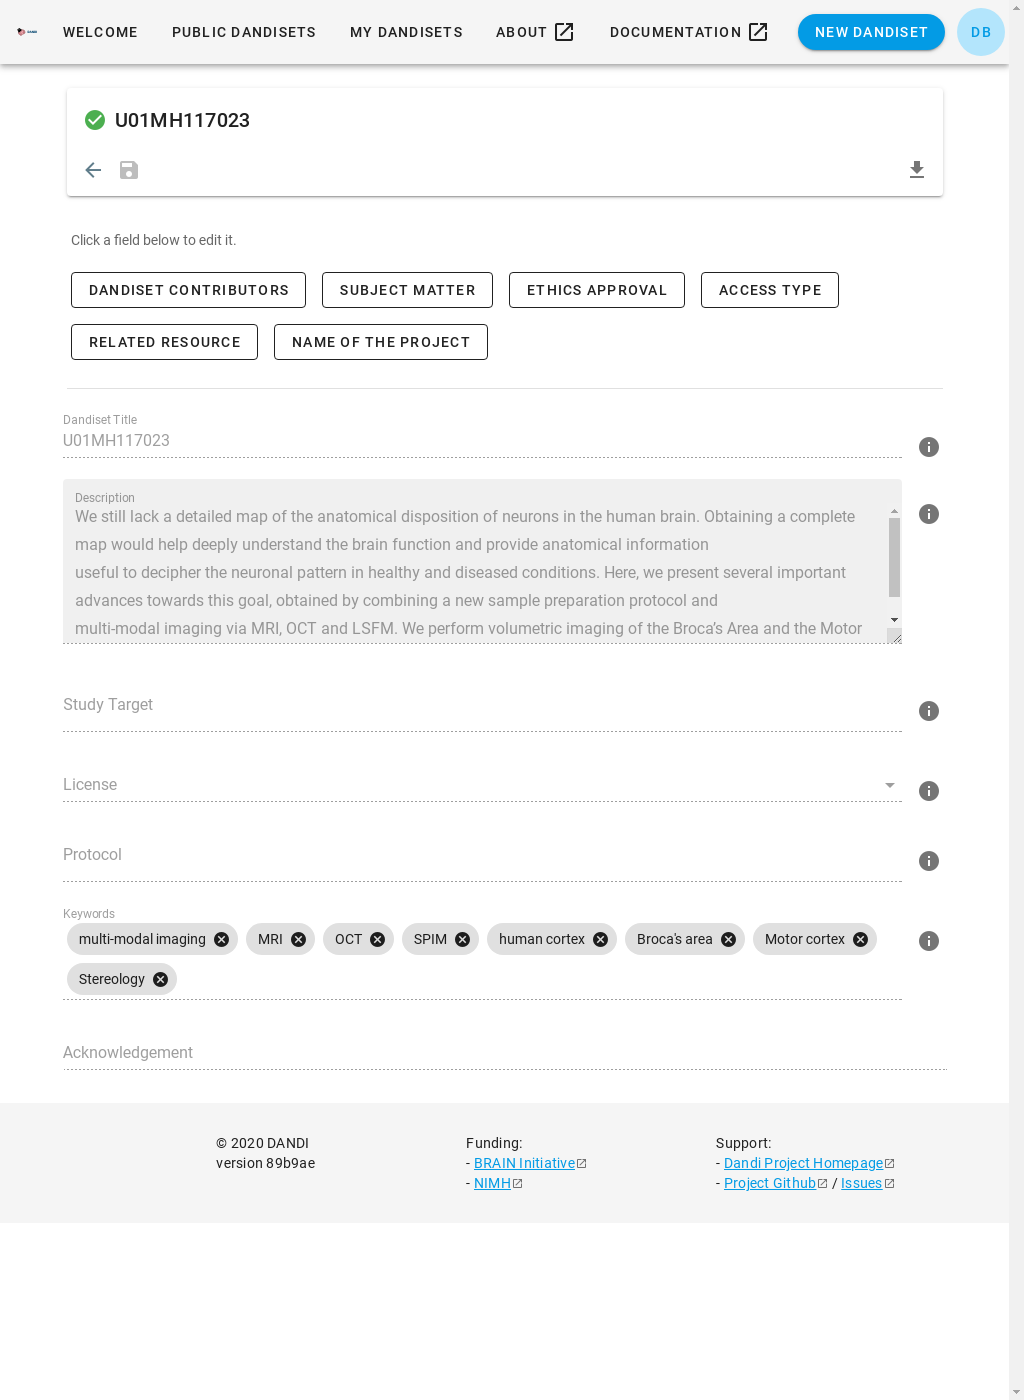 WELCOME PUBLIC DANDISETS MY DANDISETS ABOUT DOCUMENTATION NEW DANDISET DB
U01MH117023
Click a field below to edit it.
DANDISET CONTRIBUTORS SUBJECT MATTER ETHICS APPROVAL ACCESS TYPE
RELATED RESOURCE NAME OF THE PROJECT
Dandiset Title
U01MH117023
Description
We still lack a detailed map of the anatomical disposition of neurons in the human brain. Obtaining a complete
map would help deeply understand the brain function and provide anatomical information
useful to decipher the neuronal pattern in healthy and diseased conditions. Here, we present several important
advances towards this goal, obtained by combining a new sample preparation protocol and
multi-modal imaging via MRI, OCT and LSFM. We perform volumetric imaging of the Broca’s Area and the Motor
Study Target
License
Protocol
Keywords
multi-modal imaging MRI OCT SPIM human cortex Broca's area Motor cortex
Stereology
Acknowledgement
© 2020 DANDI Funding: Support:
version 89b9ae - BRAIN Initiative - Dandi Project Homepage
- NIMH - Project Github / Issues